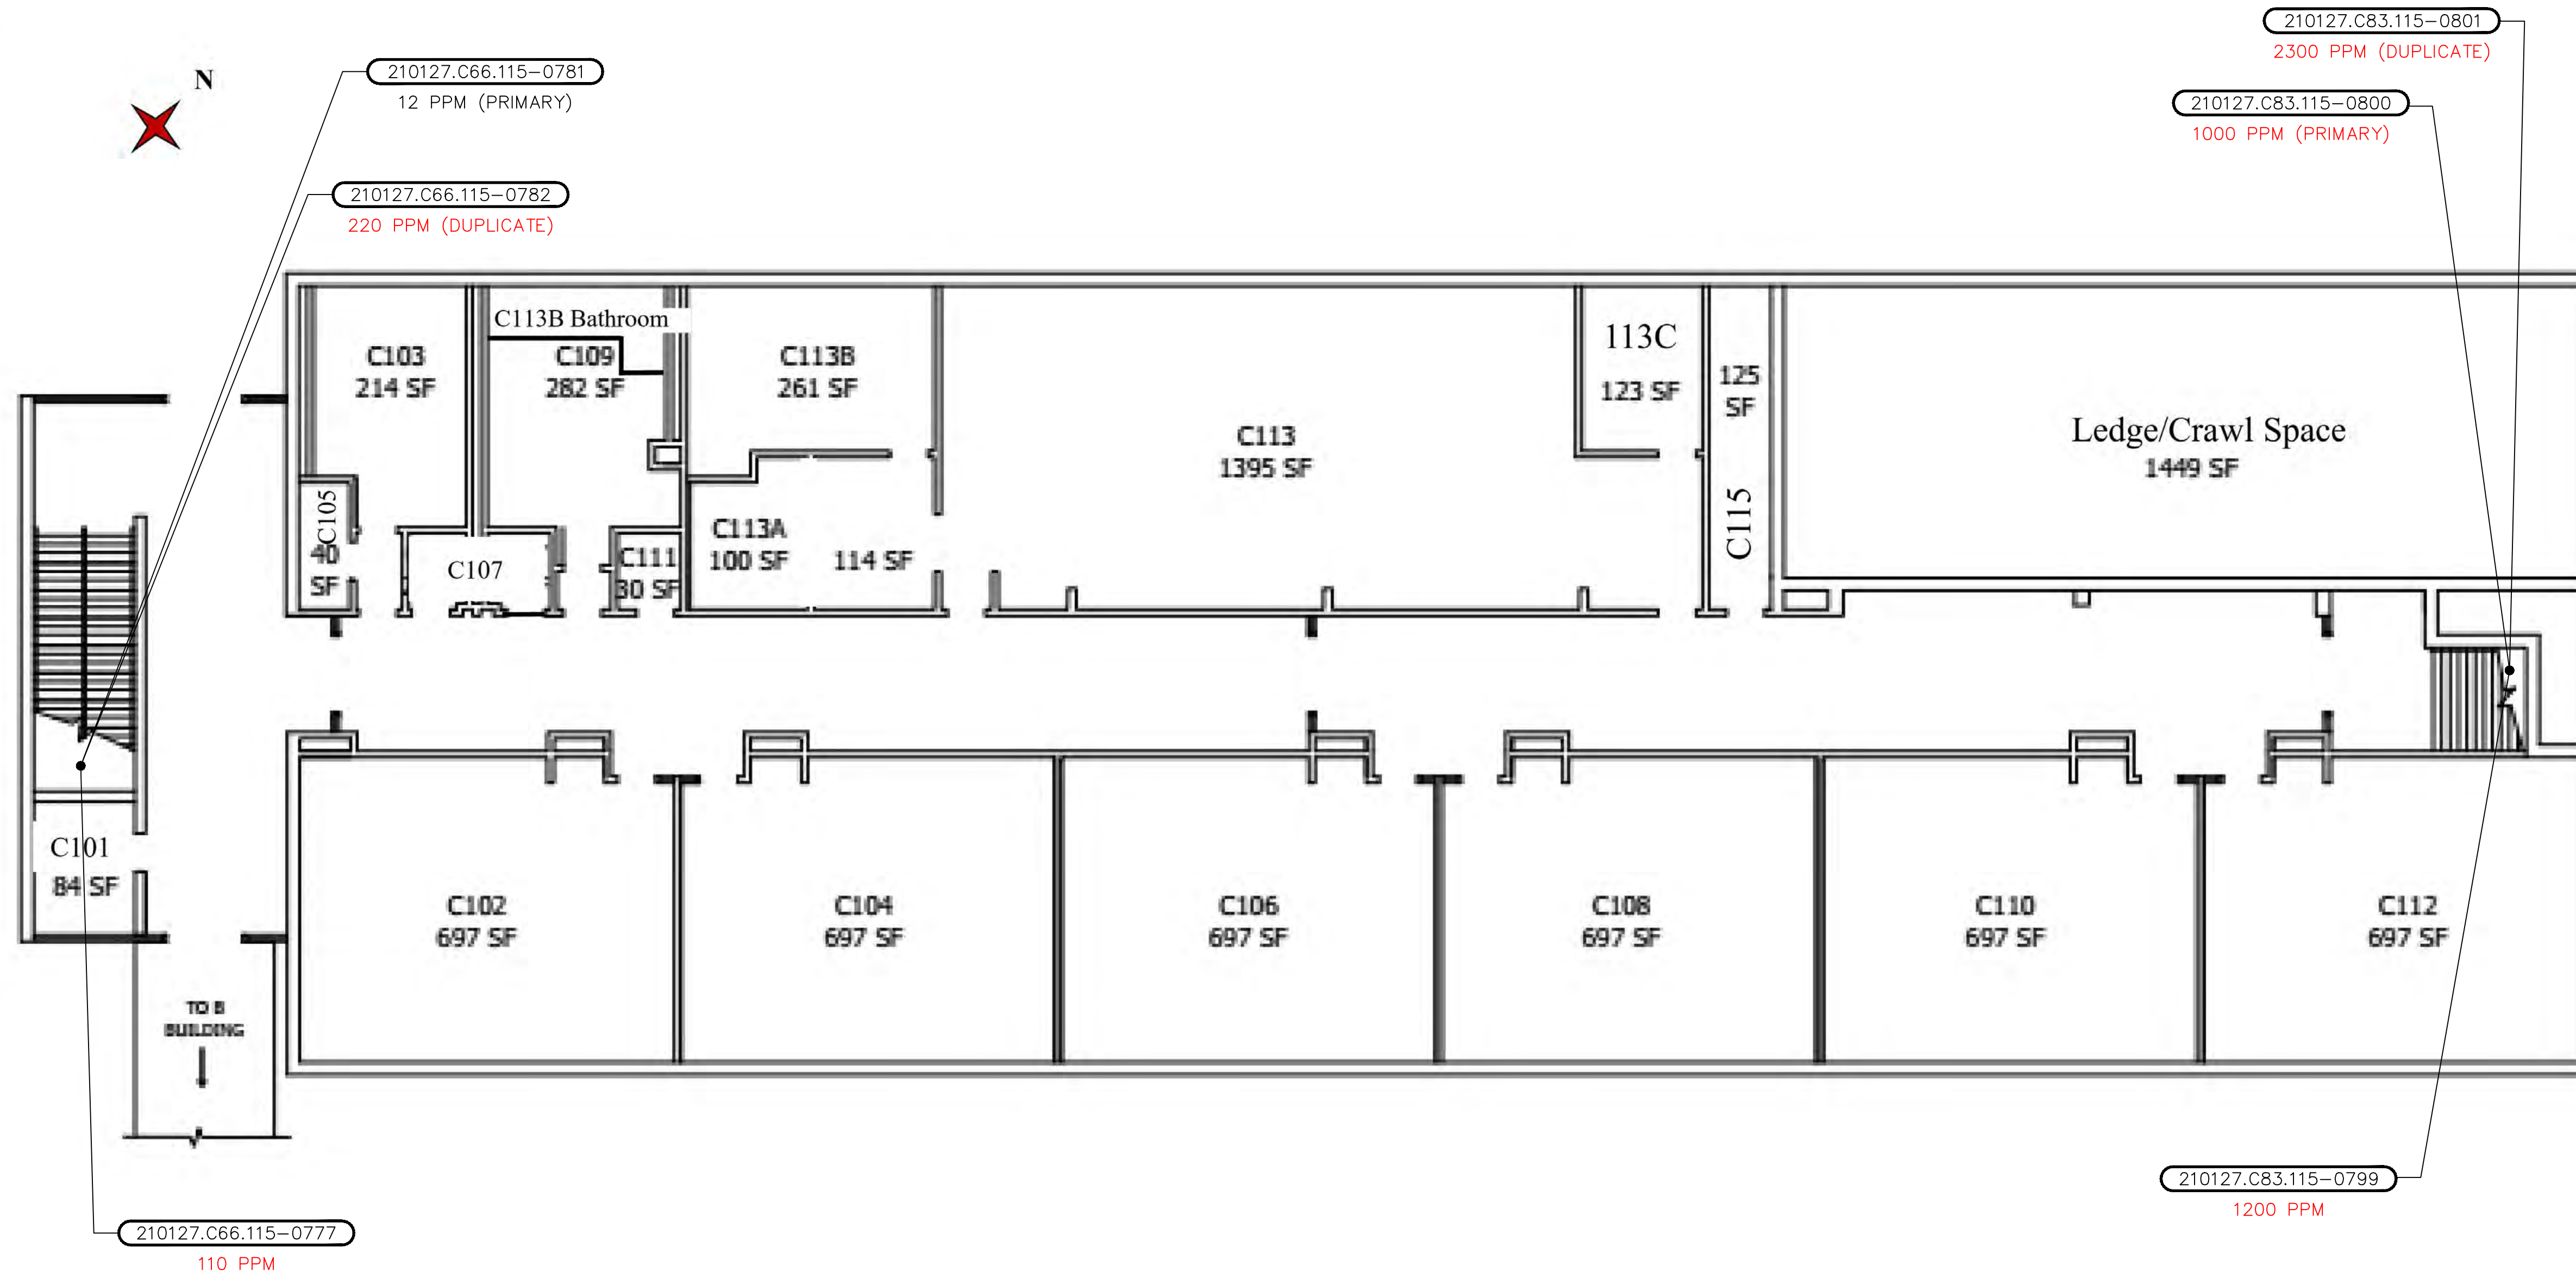 210127.C83.115-0801
2300 PPM (DUPLICATE)
210127.C66.115-0781
12 PPM (PRIMARY)
N
210127.C83.115-0800
1000 PPM (PRIMARY)
210127.C66.115-0782
220 PPM (DUPLICATE)
C113B Bathroom
C103
214 SF
C109
282 SF
C113B
261 SF
C113
1395 SF
113C
123 SF
125
SF
C115
Ledge/Crawl Space
1449 SF
C105
40
SF
C107
C111
30 SF
C113A
100 SF
114 SF
C101
84 SF
C102
697 SF
C104
697 SF
C106
697 SF
C108
697 SF
C110
697 SF
C112
697 SF
TO B
BUILDING
210127.C83.115-0799
1200 PPM
210127.C66.115-0777
110 PPM